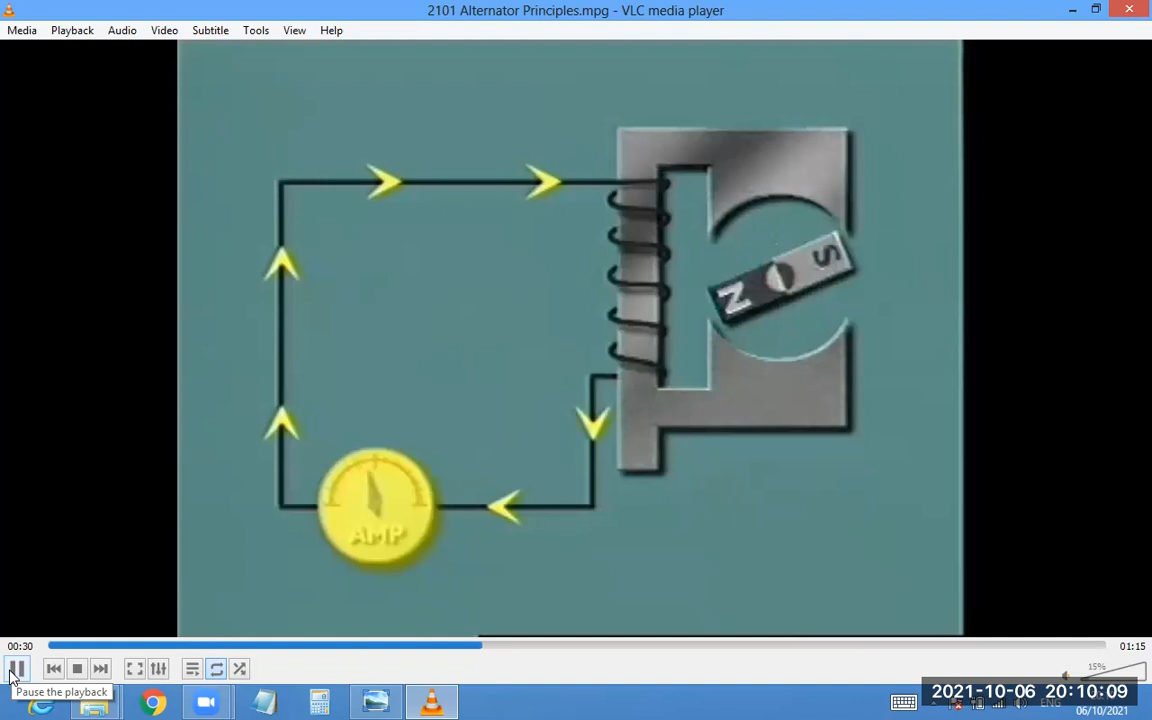 2101 Alternator Principles.mpg - VLC media player
Media Playback Audio Video Subtitle Tools View Help
S
N
AMP
00:30
01:15
Pause the playback
15%
2021-10-06 20:10:09
ENG
06/10/2021